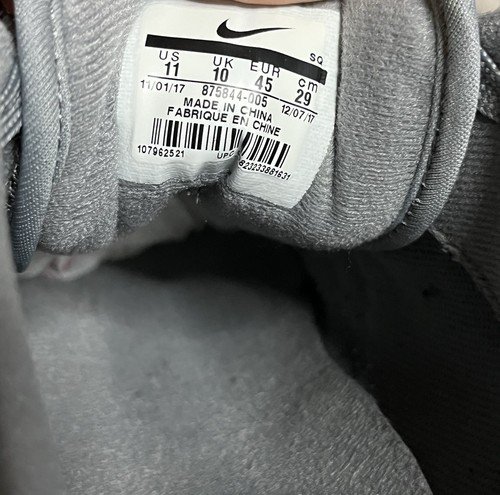 SQ
US UK EUR cm
11 10 45 29
11/01/17 875844-005 12/07/17
MADE IN CHINA
FABRIQUE EN CHINE
107962521